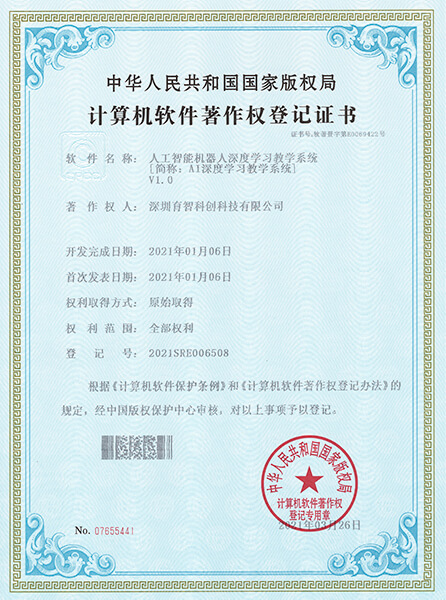 中华人民共和国国家版权局
计算机软件著作权登记证书
证书号：软著登字第E0269422号
软件名称： 人工智能机器人深度学习教学系统
[简称：AI深度学习教学系统]
V1.0
著作权人： 深圳育智科创科技有限公司
开发完成日期： 2021年01月06日
首次发表日期： 2021年01月06日
权利取得方式： 原始取得
权利范围： 全部权利
登记号： 2021SRE006508
根据《计算机软件保护条例》和《计算机软件著作权登记办法》的
规定，经中国版权保护中心审核，对以上事项予以登记。
中华人民共和国国家版权局
计算机软件著作权
登记专用章
2021年03月26日
No. 07655441